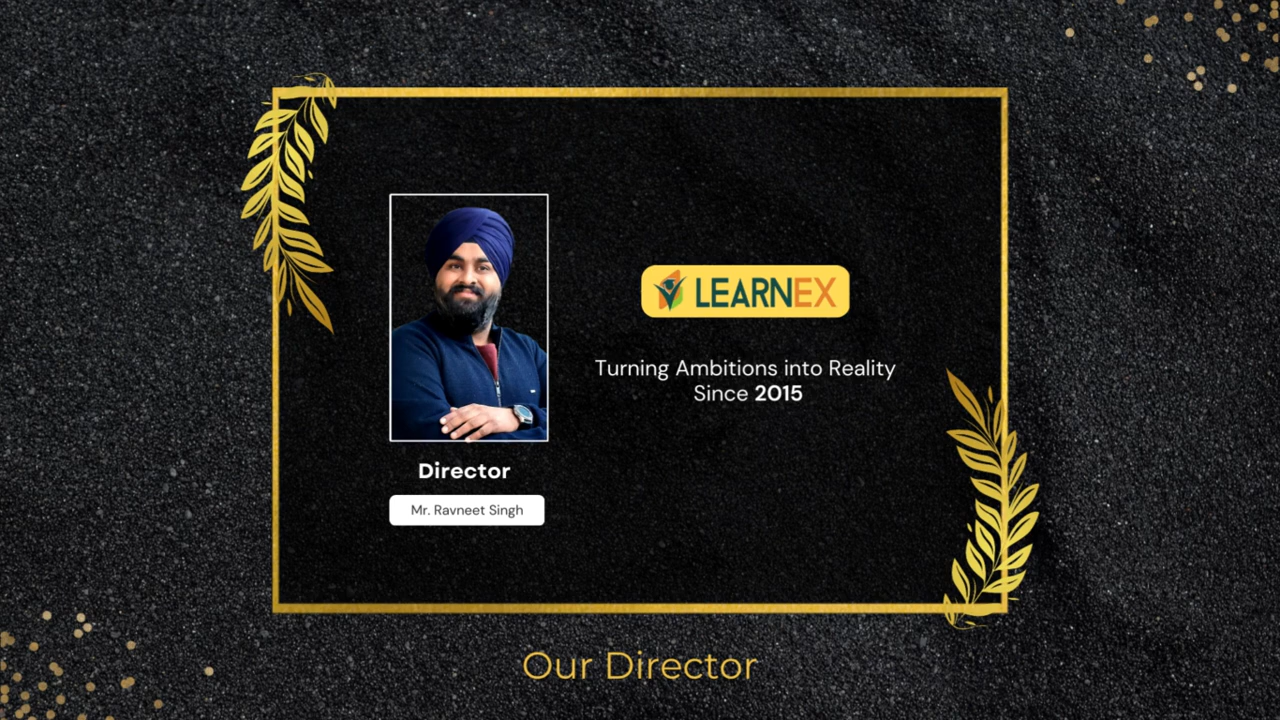 LEARNEX
Turning Ambitions into Reality
Since 2015
Director
Mr. Ravneet Singh
Our Director